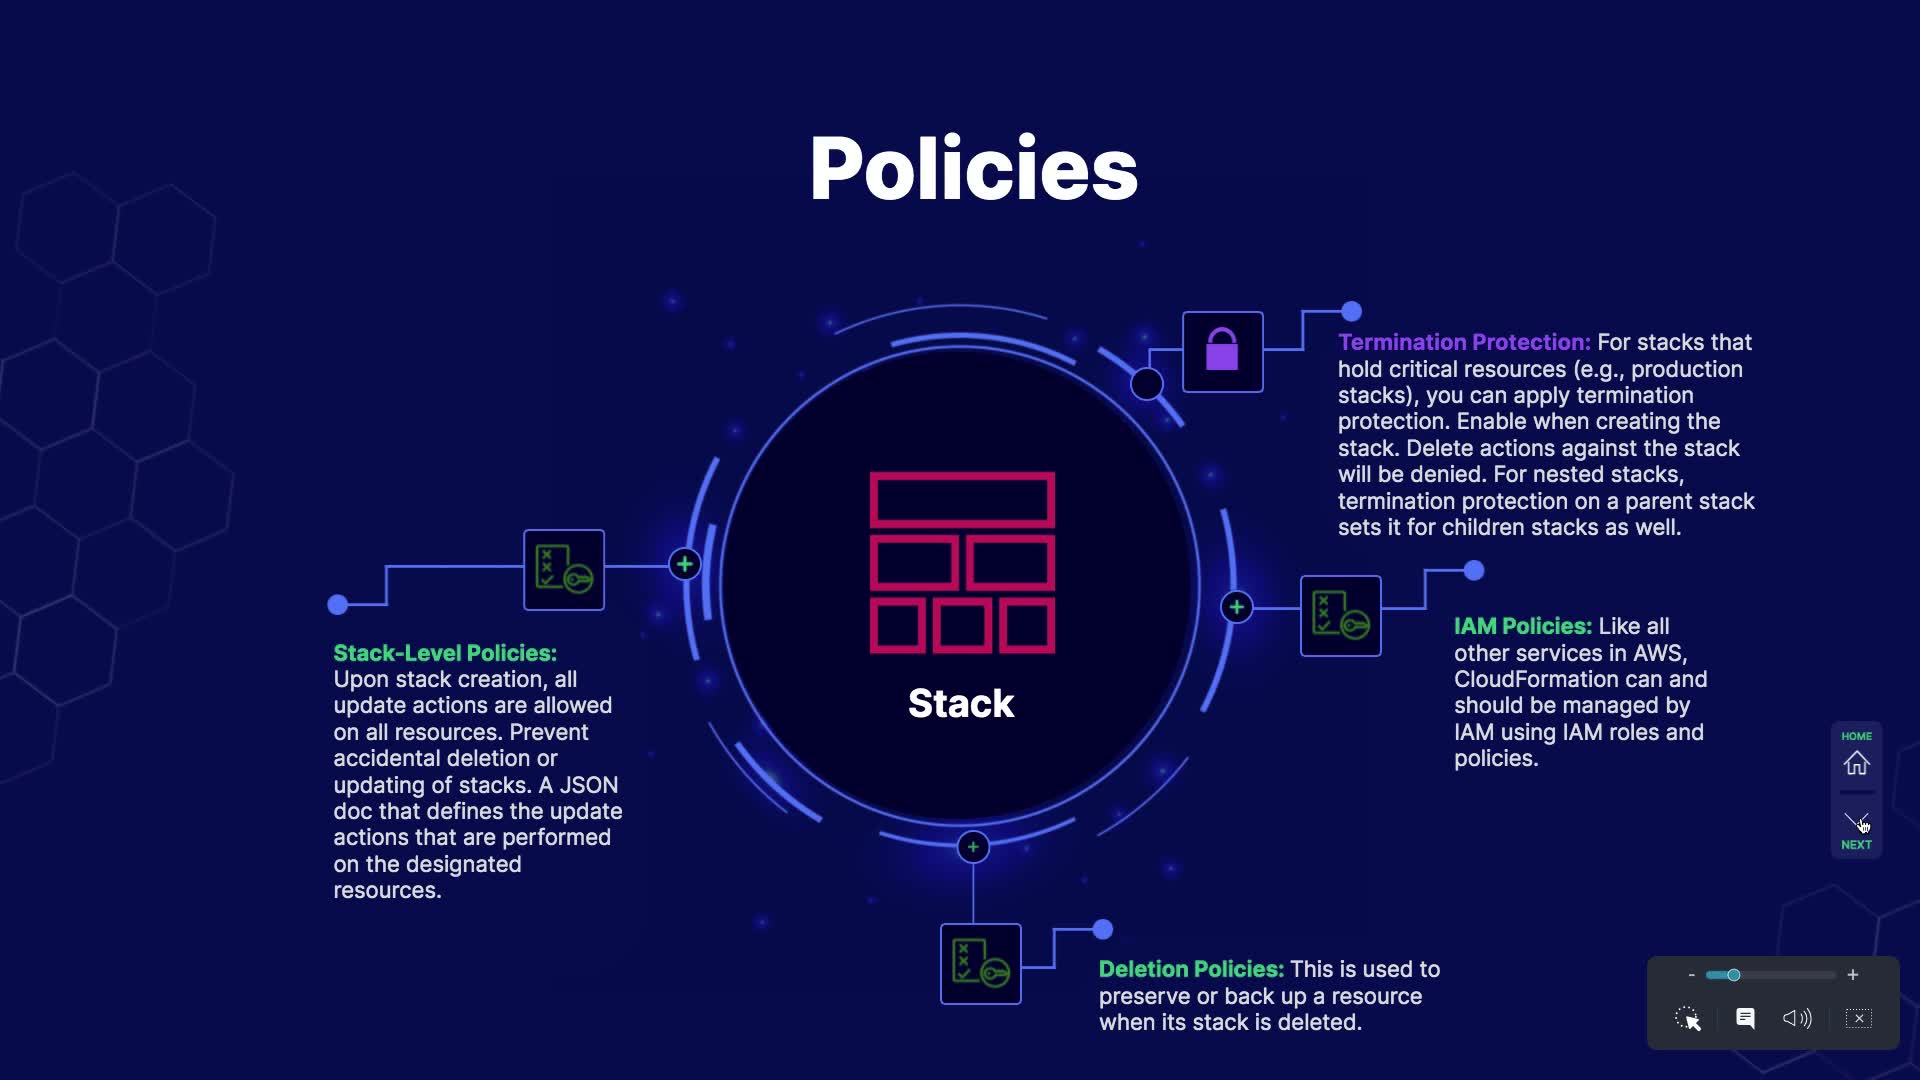 Policies
Termination Protection: For stacks that
hold critical resources (e.g., production
stacks), you can apply termination
protection. Enable when creating the
stack. Delete actions against the stack
will be denied. For nested stacks,
termination protection on a parent stack
sets it for children stacks as well.
Stack-Level Policies:
Upon stack creation, all
update actions are allowed
on all resources. Prevent
accidental deletion or
updating of stacks. A JSON
doc that defines the update
actions that are performed
on the designated
resources.
Stack
IAM Policies: Like all
other services in AWS,
CloudFormation can and
should be managed by
IAM using IAM roles and
policies.
HOME
NEXT
Deletion Policies: This is used to
preserve or back up a resource
when its stack is deleted.